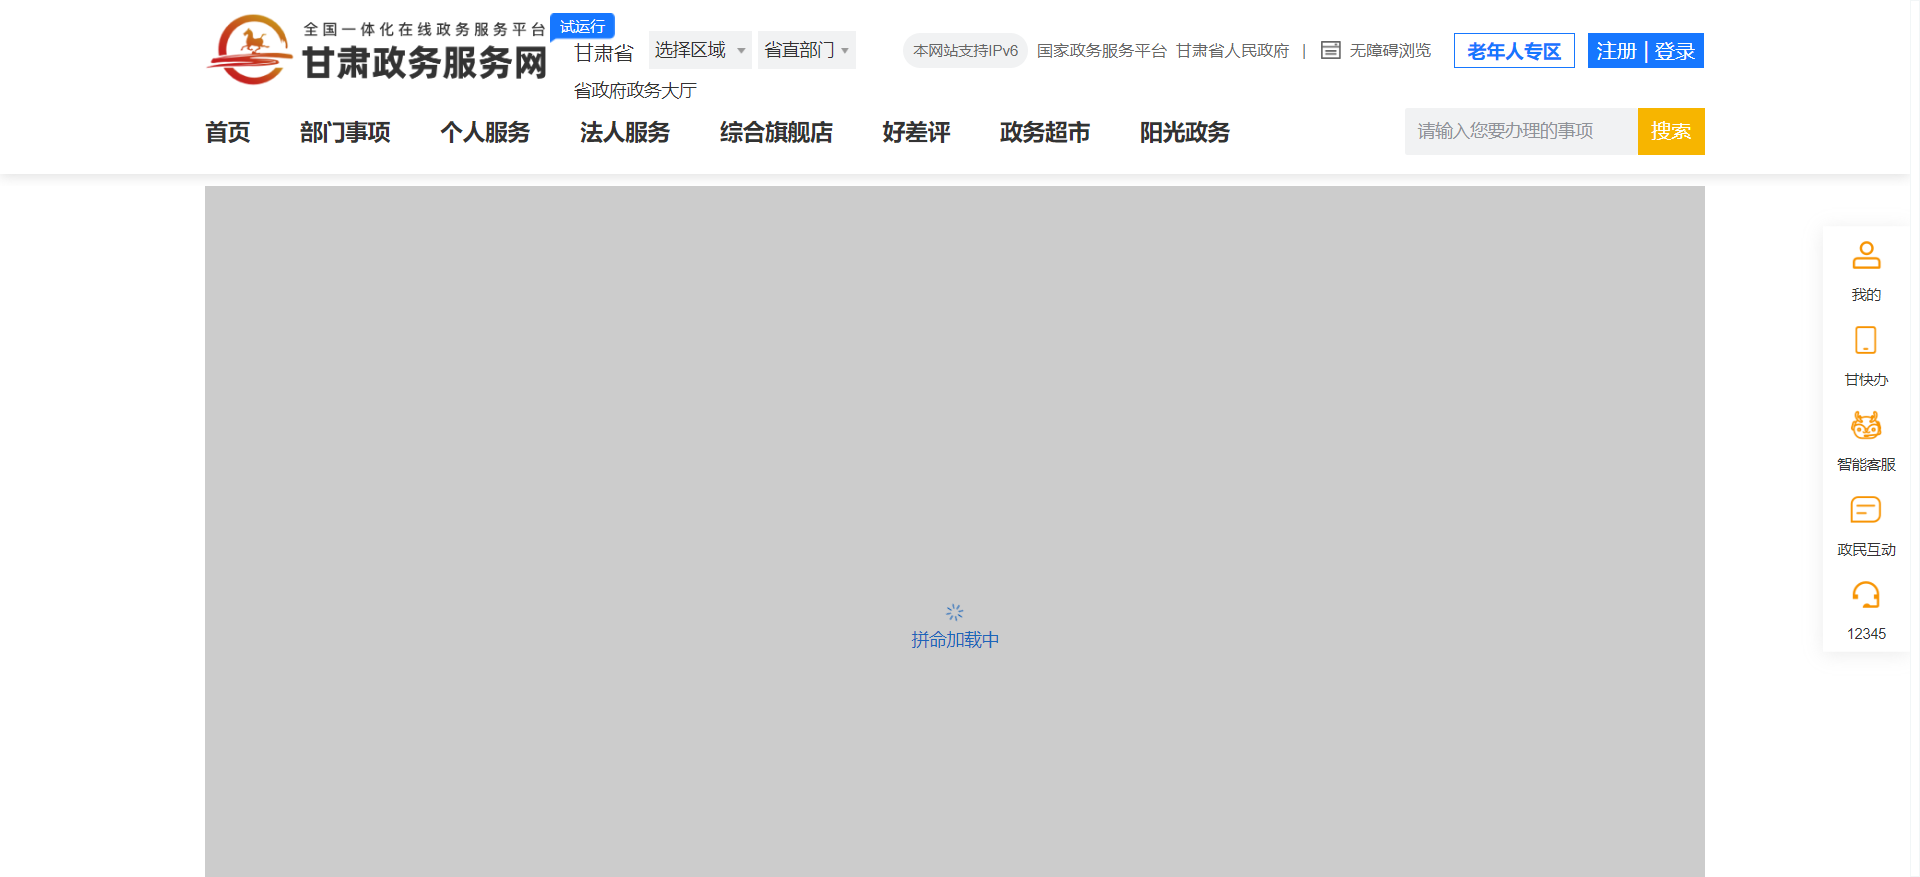 全国一体化在线政务服务平台
甘肃政务服务网
试运行
甘肃省
选择区域
省直部门
省政府政务大厅
本网站支持IPv6
国家政务服务平台
甘肃省人民政府
|
无障碍浏览
老年人专区
注册 | 登录
首页
部门事项
个人服务
法人服务
综合旗舰店
好差评
政务超市
阳光政务
请输入您要办理的事项
搜索
拼命加载中
我的
甘快办
智能客服
政民互动
12345